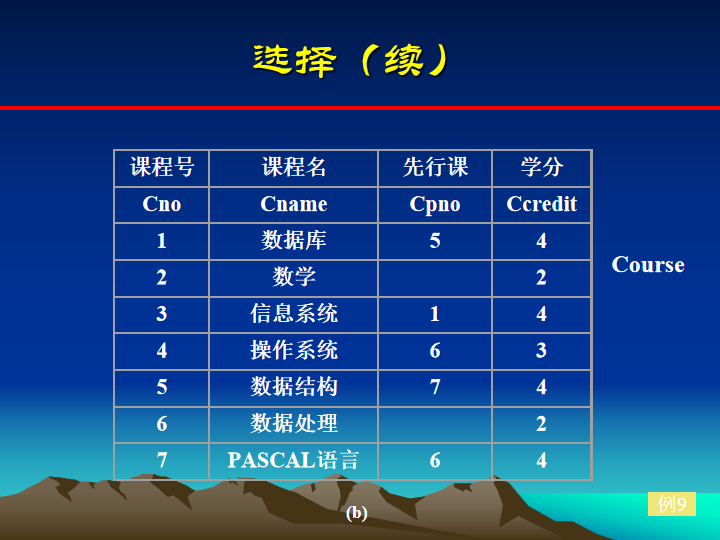 选择（续）
课程号 课程名 先行课 学分
Cno Cname Cpno Ccredit
1 数据库 5 4
2 数学 2
Course
3 信息系统 1 4
4 操作系统 6 3
5 数据结构 7 4
6 数据处理 2
7 PASCAL语言 6 4
(b)
例9